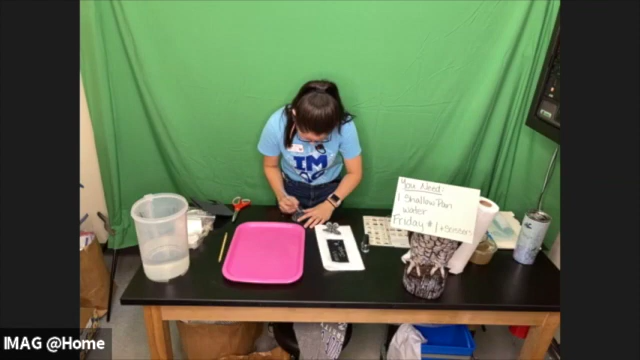 IM
You Need:
1 Shallow Pan
water
Friday #1 + scissors
IMAG @Home